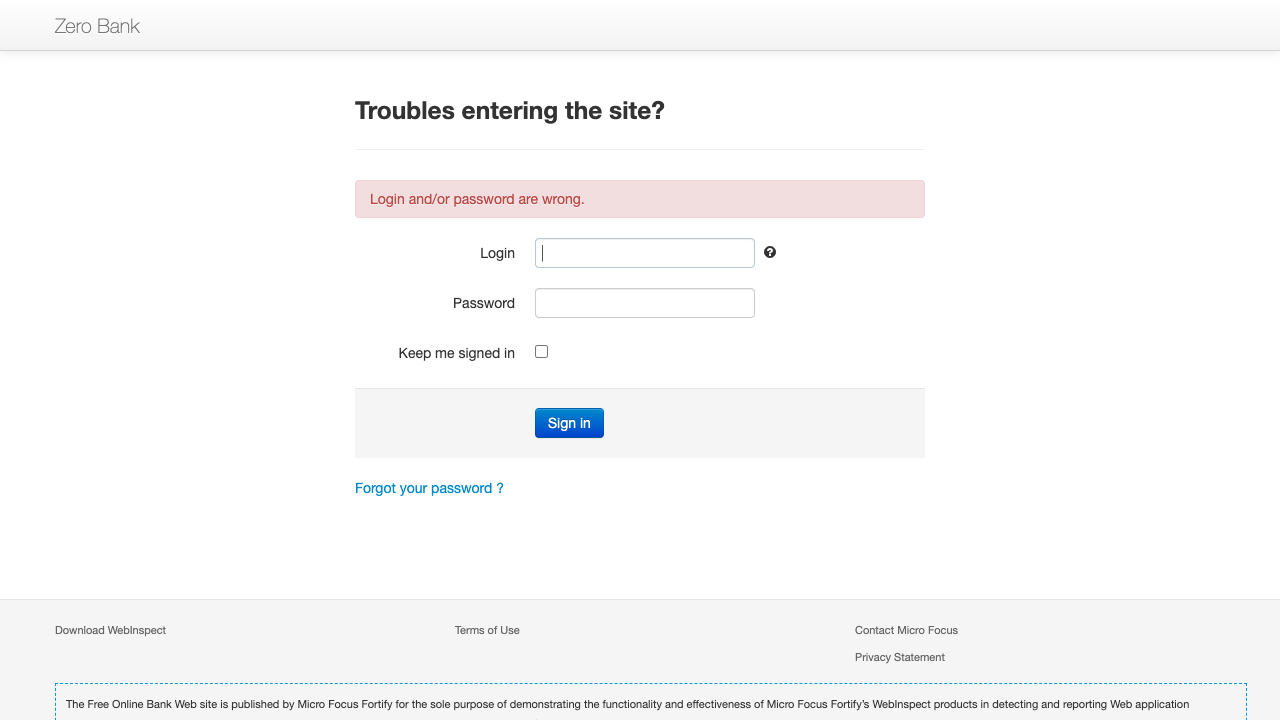 Zero Bank
Troubles entering the site?
Login and/or password are wrong.
Login
Password
Keep me signed in
Sign in
Forgot your password ?
Download WebInspect
Terms of Use
Contact Micro Focus
Privacy Statement
The Free Online Bank Web site is published by Micro Focus Fortify for the sole purpose of demonstrating the functionality and effectiveness of Micro Focus Fortify's WebInspect products in detecting and reporting Web application